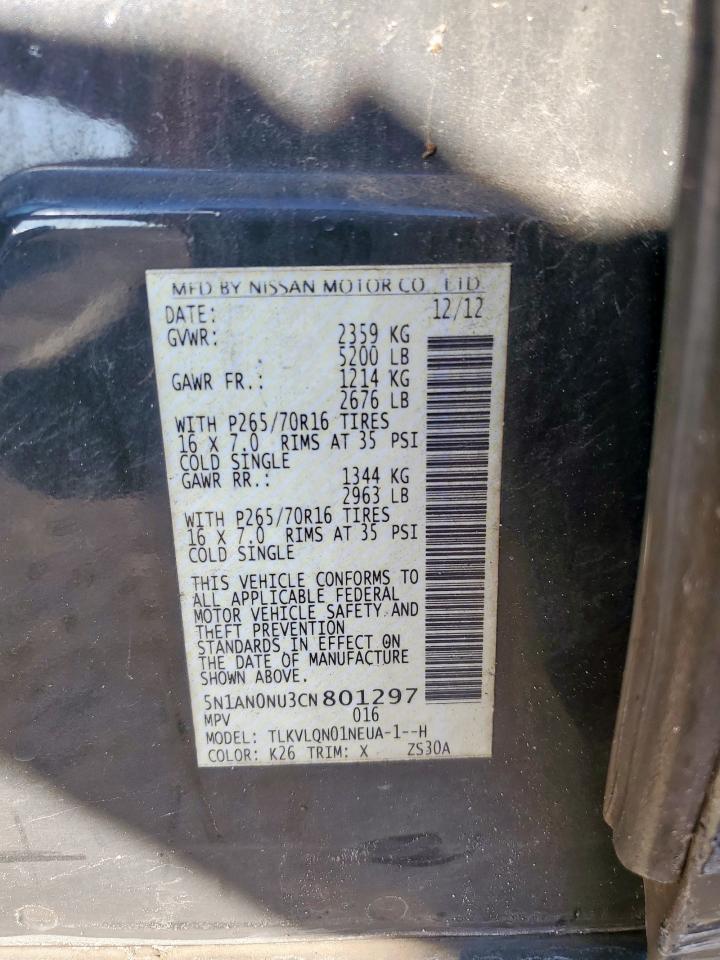 MFD BY NISSAN MOTOR CO., LTD.
DATE: 12/12
GVWR: 2359 KG
5200 LB
GAWR FR.: 1214 KG
2676 LB
WITH P265/70R16 TIRES
16 X 7.0 RIMS AT 35 PSI
COLD SINGLE
GAWR RR.: 1344 KG
2963 LB
WITH P265/70R16 TIRES
16 X 7.0 RIMS AT 35 PSI
COLD SINGLE
THIS VEHICLE CONFORMS TO
ALL APPLICABLE FEDERAL
MOTOR VEHICLE SAFETY AND
THEFT PREVENTION
STANDARDS IN EFFECT ON
THE DATE OF MANUFACTURE
SHOWN ABOVE.
5N1AN0NU3CN801297
MPV 016
MODEL: TLKVLQN01NEUA-1--H
COLOR: K26 TRIM: X ZS30A